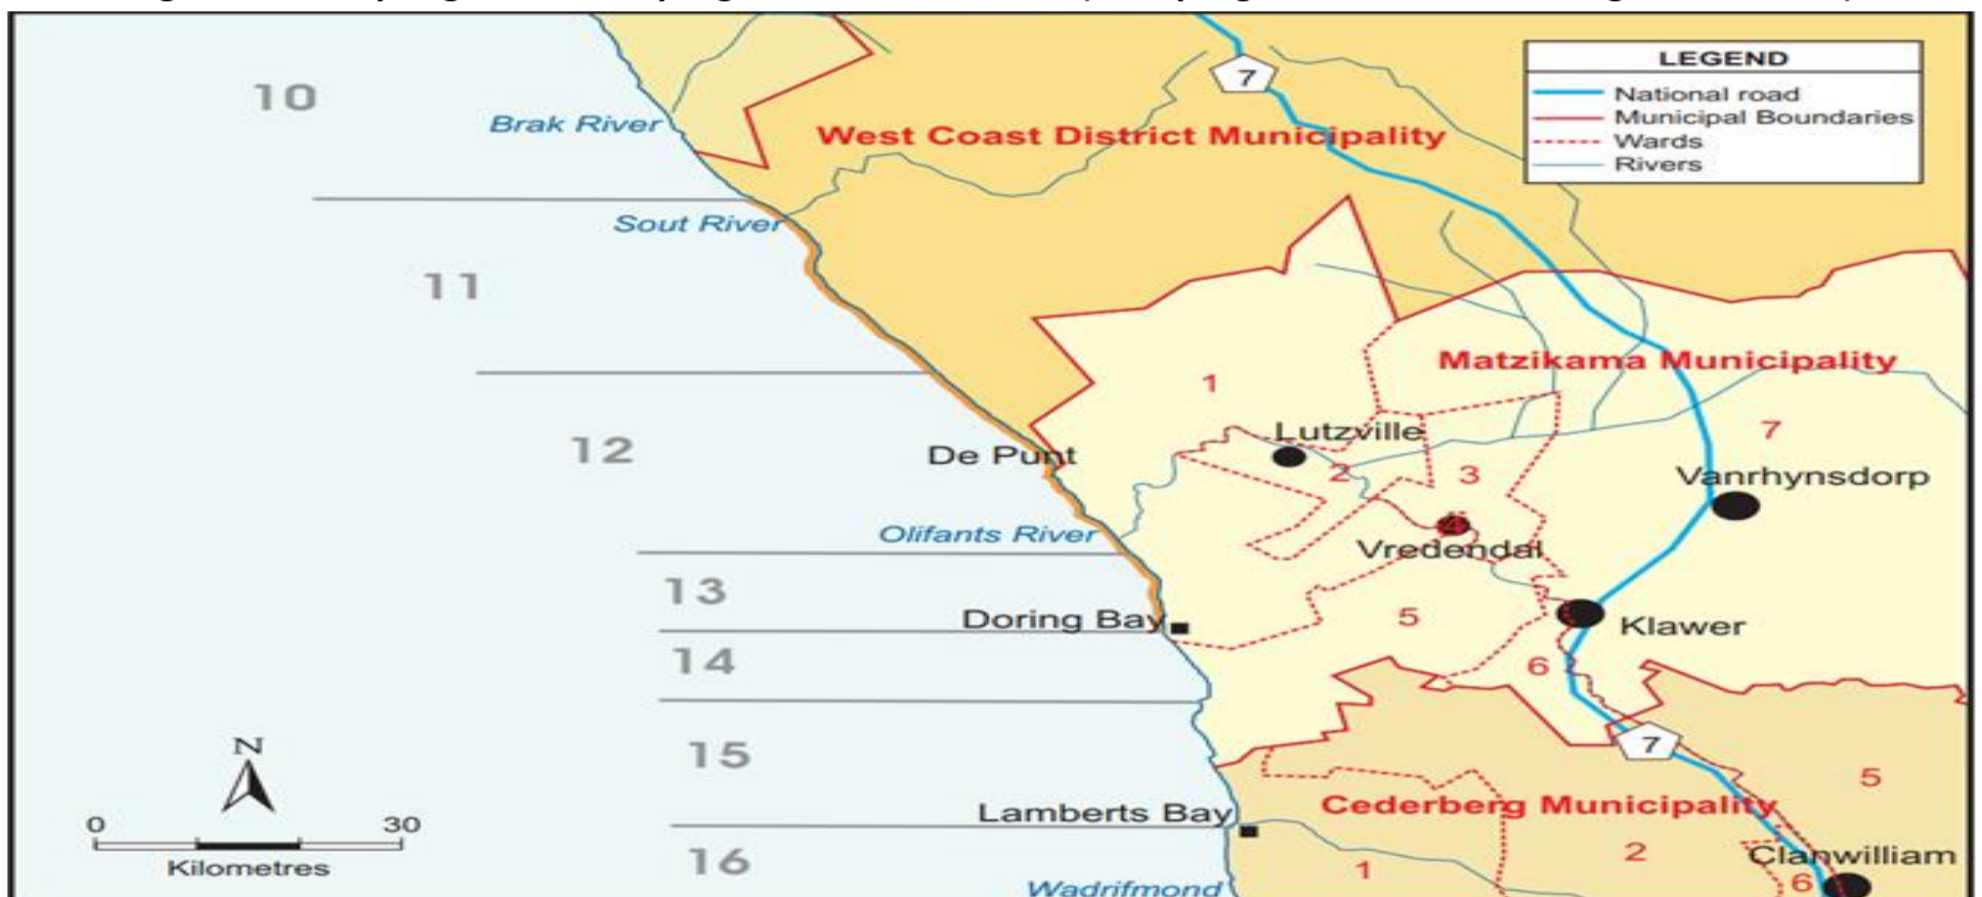 LEGEND
National road
Municipal Boundaries
Wards
Rivers
7
10
Brak River
West Coast District Municipality
Sout River
11
Matzikama Municipality
1
12
Lutzville
7
De Punt
2
3
Vanrhynsdorp
4
Olifants River
Vredendal
13
Doring Bay
5
Klawer
14
6
7
15
N
5
Lamberts Bay
Cederberg Municipality
0 30
Kilometres
16
1
2
Clanwilliam
6
Wadrifmond